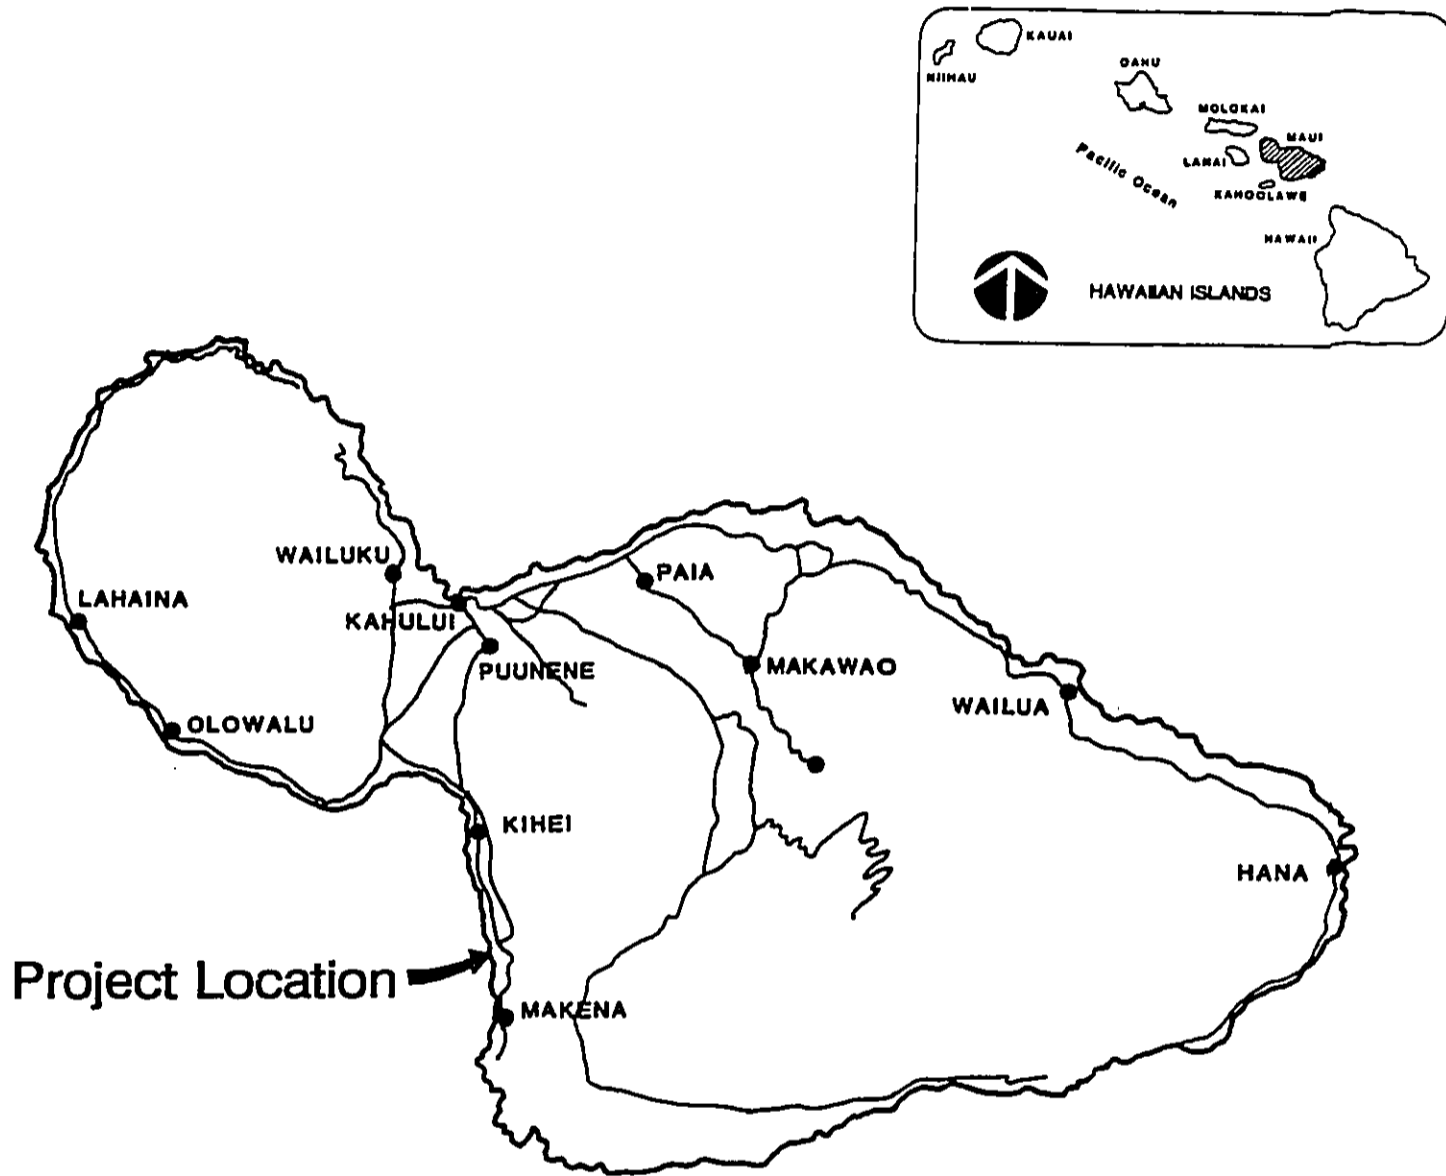 KAUAI
NIIHAU
OAHU
MOLOKAI
MAUI
LANAI
Pacific Ocean
KAHOOLAWE
HAWAII
HAWAIIAN ISLANDS
WAILUKU
PAIA
LAHAINA
KAHULUI
PUUNENE
MAKAWAO
WAILUA
OLOWALU
KIHEI
HANA
Project Location
MAKENA